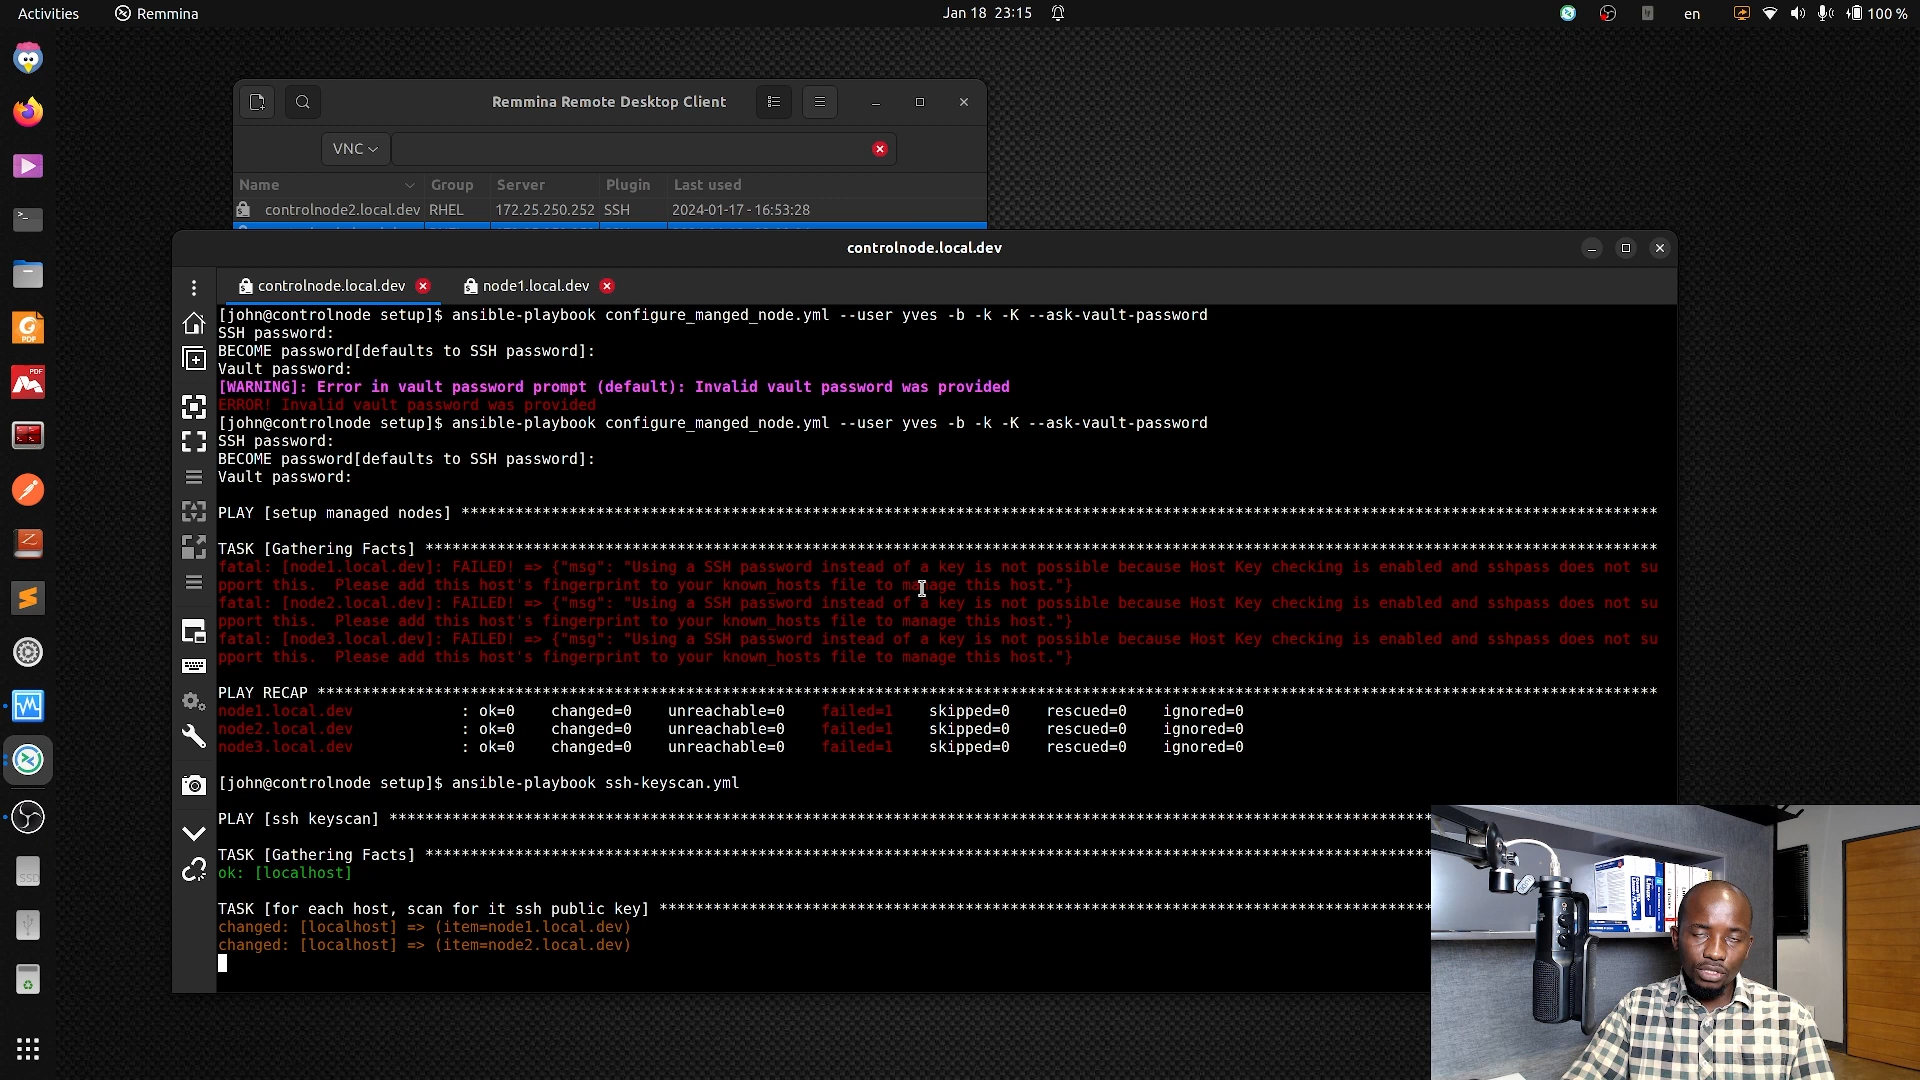 Activities
Remmina
Jan 18 23:15
en
100 %
Remmina Remote Desktop Client
VNC
Name Group Server Plugin Last used
controlnode2.local.dev RHEL 172.25.250.252 SSH 2024-01-17 - 16:53:28
controlnode.local.dev
controlnode.local.dev
node1.local.dev
[john@controlnode setup]$ ansible-playbook configure_manged_node.yml --user yves -b -k -K --ask-vault-password
SSH password:
BECOME password[defaults to SSH password]:
Vault password:
[WARNING]: Error in vault password prompt (default): Invalid vault password was provided
ERROR! Invalid vault password was provided
[john@controlnode setup]$ ansible-playbook configure_manged_node.yml --user yves -b -k -K --ask-vault-password
SSH password:
BECOME password[defaults to SSH password]:
Vault password:
PLAY [setup managed nodes] *************************************************************************************************************************************
TASK [Gathering Facts] *****************************************************************************************************************************************
fatal: [node1.local.dev]: FAILED! => {"msg": "Using a SSH password instead of a key is not possible because Host Key checking is enabled and sshpass does not su
pport this.  Please add this host's fingerprint to your known_hosts file to manage this host."}
fatal: [node2.local.dev]: FAILED! => {"msg": "Using a SSH password instead of a key is not possible because Host Key checking is enabled and sshpass does not su
pport this.  Please add this host's fingerprint to your known_hosts file to manage this host."}
fatal: [node3.local.dev]: FAILED! => {"msg": "Using a SSH password instead of a key is not possible because Host Key checking is enabled and sshpass does not su
pport this.  Please add this host's fingerprint to your known_hosts file to manage this host."}
PLAY RECAP *****************************************************************************************************************************************************
node1.local.dev : ok=0 changed=0 unreachable=0 failed=1 skipped=0 rescued=0 ignored=0
node2.local.dev : ok=0 changed=0 unreachable=0 failed=1 skipped=0 rescued=0 ignored=0
node3.local.dev : ok=0 changed=0 unreachable=0 failed=1 skipped=0 rescued=0 ignored=0
[john@controlnode setup]$ ansible-playbook ssh-keyscan.yml
PLAY [ssh keyscan] ********************************************************************************************************************
TASK [Gathering Facts] ****************************************************************************************************************
ok: [localhost]
TASK [for each host, scan for it ssh public key] **************************************************************************************
changed: [localhost] => (item=node1.local.dev)
changed: [localhost] => (item=node2.local.dev)